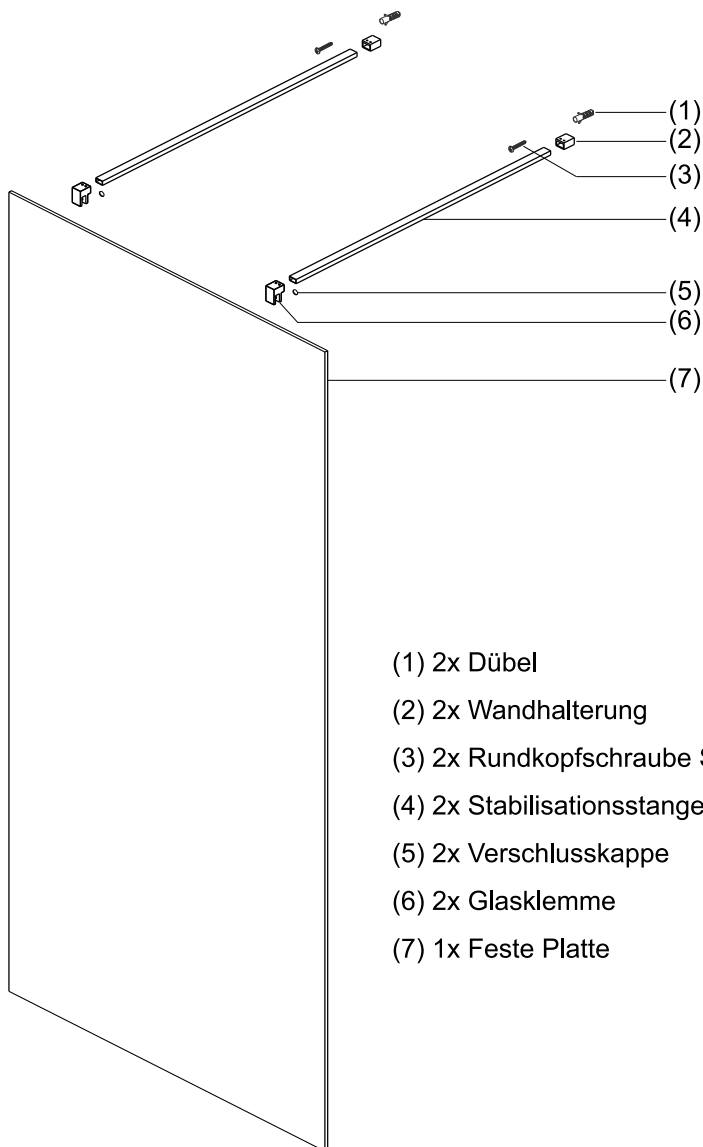 (1)
(2)
(3)
(4)
(5)
(6)
(7)
(1) 2x Dübel
(2) 2x Wandhalterung
(3) 2x Rundkopfschraube
(4) 2x Stabilisationsstange
(5) 2x Verschlusskappe
(6) 2x Glasklemme
(7) 1x Feste Platte